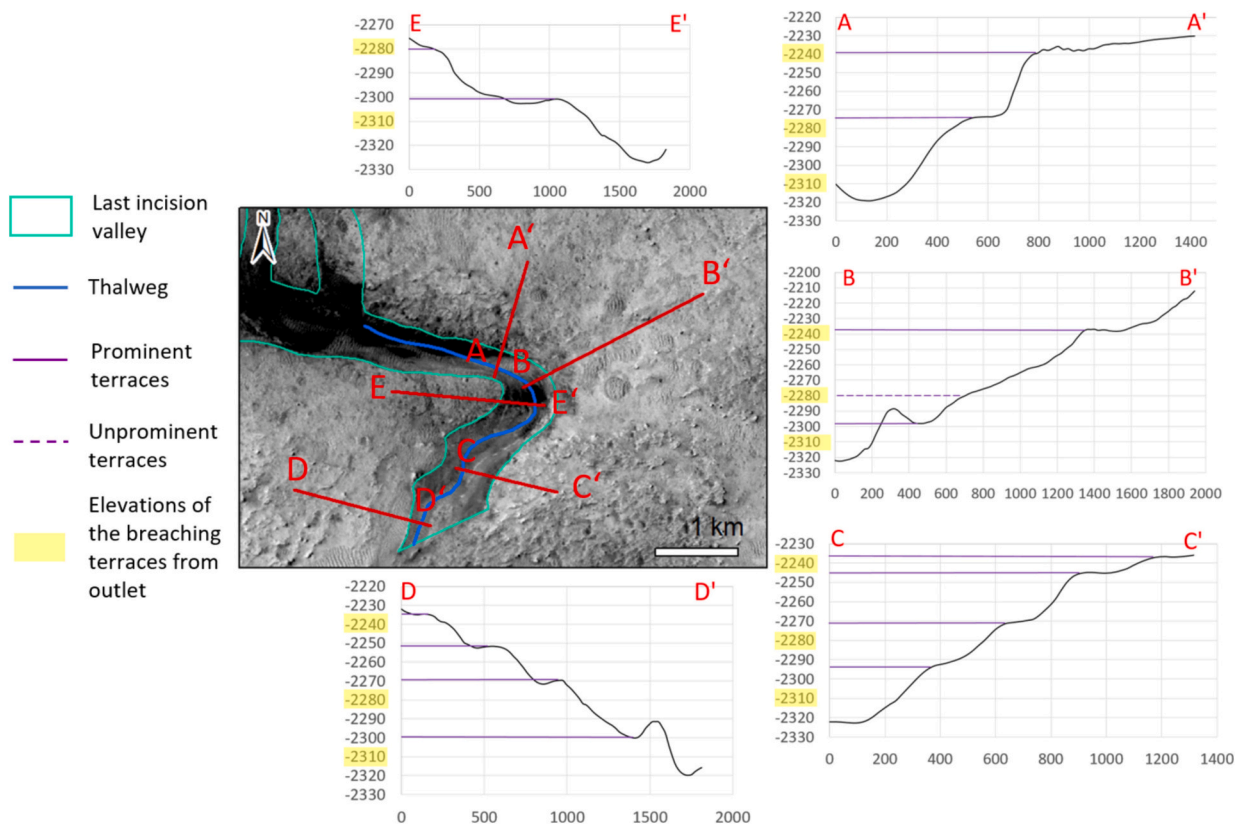 E E'
-2270
-2280
-2290
-2300
-2310
-2320
-2330
0 500 1000 1500 2000
A A'
-2220
-2230
-2240
-2250
-2260
-2270
-2280
-2290
-2300
-2310
-2320
-2330
0 200 400 600 800 1000 1200 1400
Last incision
valley
Thalweg
Prominent
terraces
Unprominent
terraces
Elevations of
the breaching
terraces from
outlet
N
A‘
B‘
A
B
E
E‘
C
D
D‘
C‘
1 km
B B'
-2200
-2210
-2220
-2230
-2240
-2250
-2260
-2270
-2280
-2290
-2300
-2310
-2320
-2330
0 200 400 600 800 1000 1200 1400 1600 1800 2000
D D'
-2220
-2230
-2240
-2250
-2260
-2270
-2280
-2290
-2300
-2310
-2320
-2330
0 500 1000 1500 2000
C C'
-2230
-2240
-2250
-2260
-2270
-2280
-2290
-2300
-2310
-2320
-2330
0 200 400 600 800 1000 1200 1400